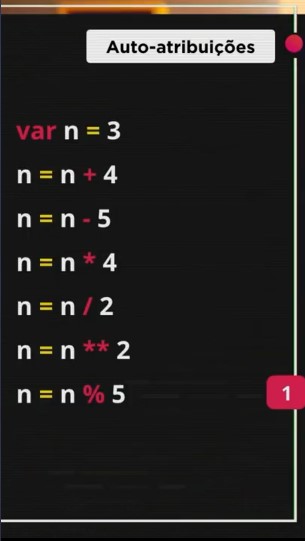 Auto-atribuições
var n = 3
n = n + 4
n = n - 5
n = n * 4
n = n / 2
n = n ** 2
n = n % 5
1